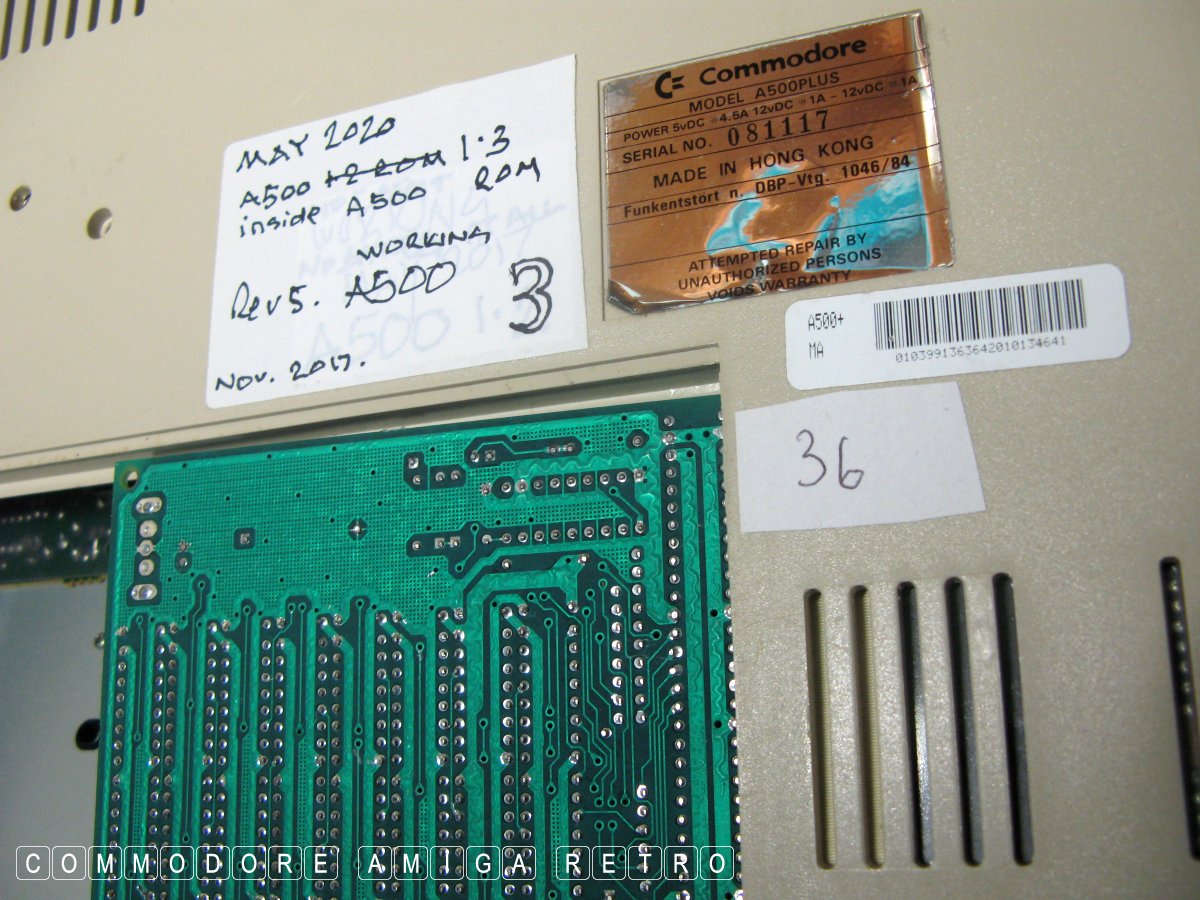 MAY 2020
A500 +2 ROM 1.3
inside A500 ROM
WORKING
Rev5. A500 3
NOV. 2017.
Commodore
MODEL A500PLUS
POWER 5vDC 4.5A 12vDC 1A - 12vDC .1A
SERIAL NO. 081117
MADE IN HONG KONG
Funkentstört n. DBP-Vtg. 1046/84
ATTEMPTED REPAIR BY
UNAUTHORIZED PERSONS
VOIDS WARRANTY
A500+
MA
0103991363642010134641
36
COMMODORE AMIGA RETRO